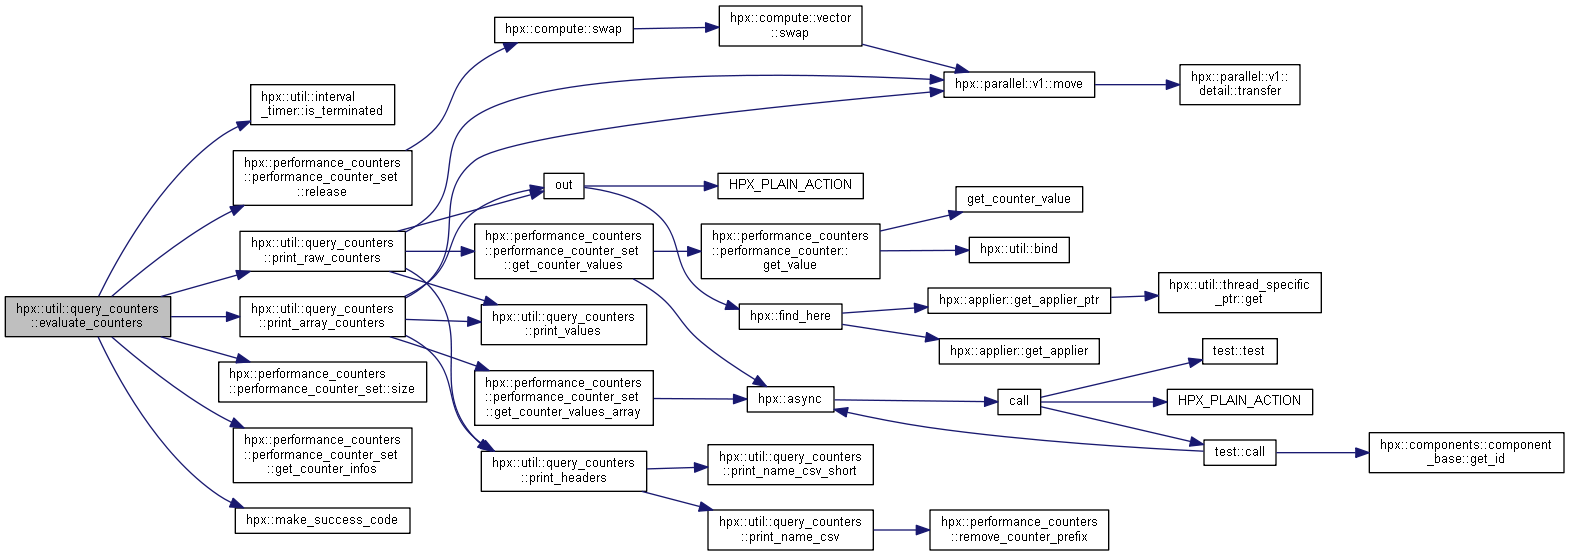 hpx::util::query_counters
::evaluate_counters
hpx::util::interval
_timer::is_terminated
hpx::performance_counters
::performance_counter_set
::release
hpx::util::query_counters
::print_raw_counters
hpx::util::query_counters
::print_array_counters
hpx::performance_counters
::performance_counter_set::size
hpx::performance_counters
::performance_counter_set
::get_counter_infos
hpx::make_success_code
hpx::compute::swap
out
hpx::performance_counters
::performance_counter_set
::get_counter_values
hpx::util::query_counters
::print_values
hpx::performance_counters
::performance_counter_set
::get_counter_values_array
hpx::util::query_counters
::print_headers
hpx::compute::vector
::swap
HPX_PLAIN_ACTION
hpx::performance_counters
::performance_counter::
get_value
hpx::find_here
hpx::async
hpx::util::query_counters
::print_name_csv_short
hpx::util::query_counters
::print_name_csv
hpx::parallel::v1::move
get_counter_value
hpx::util::bind
hpx::applier::get_applier_ptr
hpx::applier::get_applier
call
hpx::performance_counters
::remove_counter_prefix
hpx::parallel::v1::
detail::transfer
hpx::util::thread_specific
_ptr::get
test::test
HPX_PLAIN_ACTION
test::call
hpx::components::component
_base::get_id